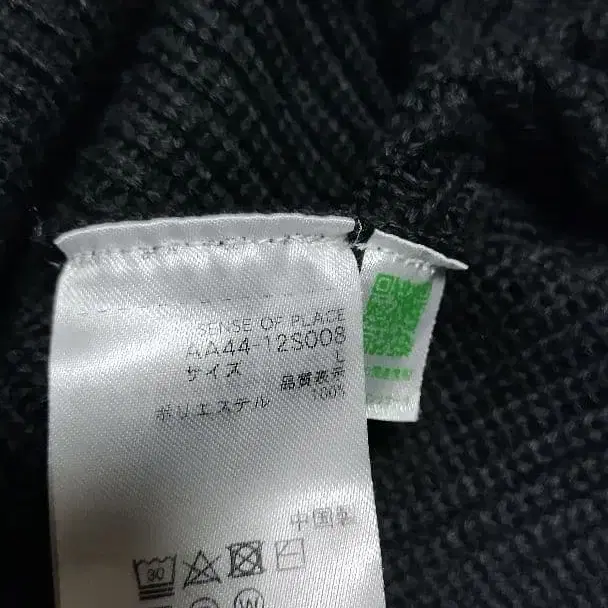 SENSE OF PLACE
AA44-12S008
サイズ L
品質表示
ポリエステル 100%
中国製
30
W